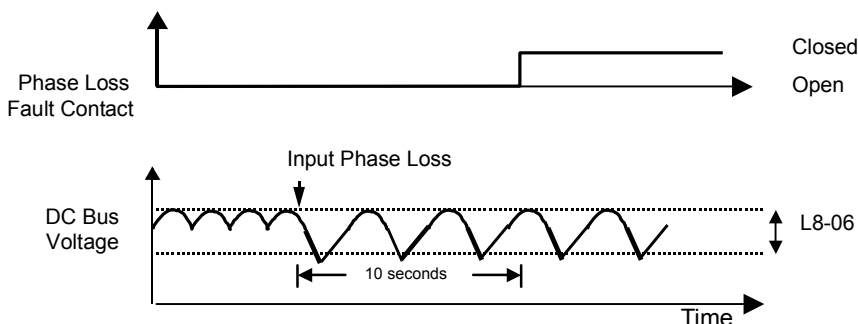 Closed
Phase Loss
Fault Contact
Open
Input Phase Loss
DC Bus
Voltage
L8-06
10 seconds
Time